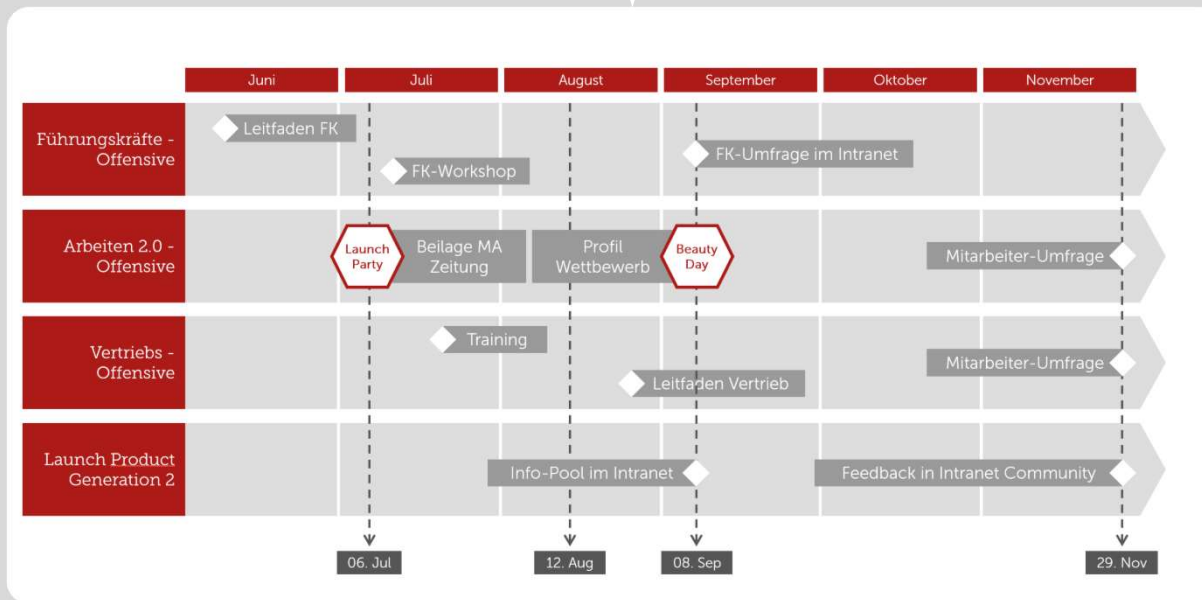 Juni
Juli
August
September
Oktober
November
Führungskräfte -
Offensive
Leitfaden FK
FK-Workshop
FK-Umfrage im Intranet
Arbeiten 2.0 -
Offensive
Launch
Party
Beilage MA
Zeitung
Profil
Wettbewerb
Beauty
Day
Mitarbeiter-Umfrage
Vertriebs -
Offensive
Training
Leitfaden Vertrieb
Mitarbeiter-Umfrage
Launch Product
Generation 2
Info-Pool im Intranet
Feedback in Intranet Community
06. Jul
12. Aug
08. Sep
29. Nov